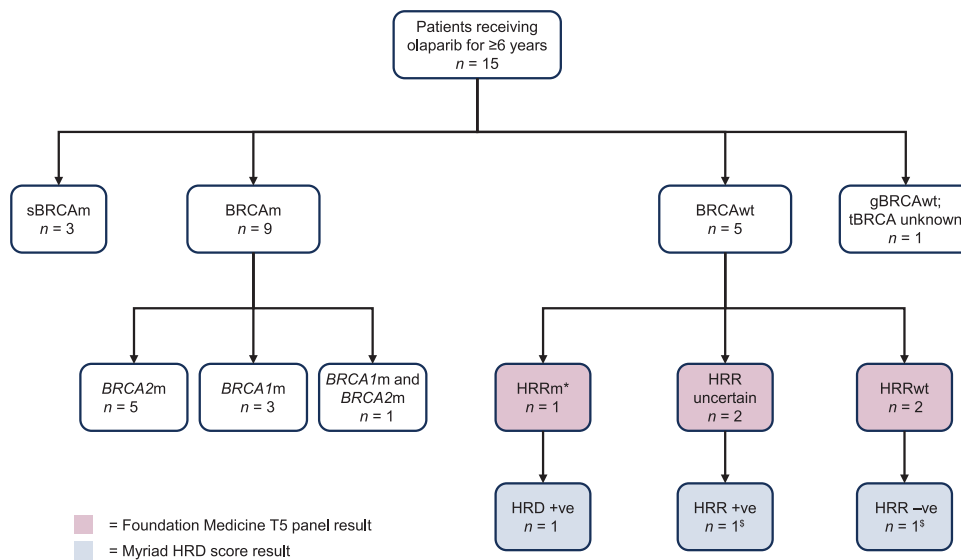 Patients receiving
olaparib for ≥6 years
n = 15
sBRCAm
n = 3
BRCAm
n = 9
BRCAwt
n = 5
gBRCAwt;
tBRCA unknown
n = 1
BRCA2m
n = 5
BRCA1m
n = 3
BRCA1m and
BRCA2m
n = 1
HRRm*
n = 1
HRR
uncertain
n = 2
HRRwt
n = 2
HRD +ve
n = 1
HRR +ve
n = 1$
HRR –ve
n = 1$
= Foundation Medicine T5 panel result
= Myriad HRD score result